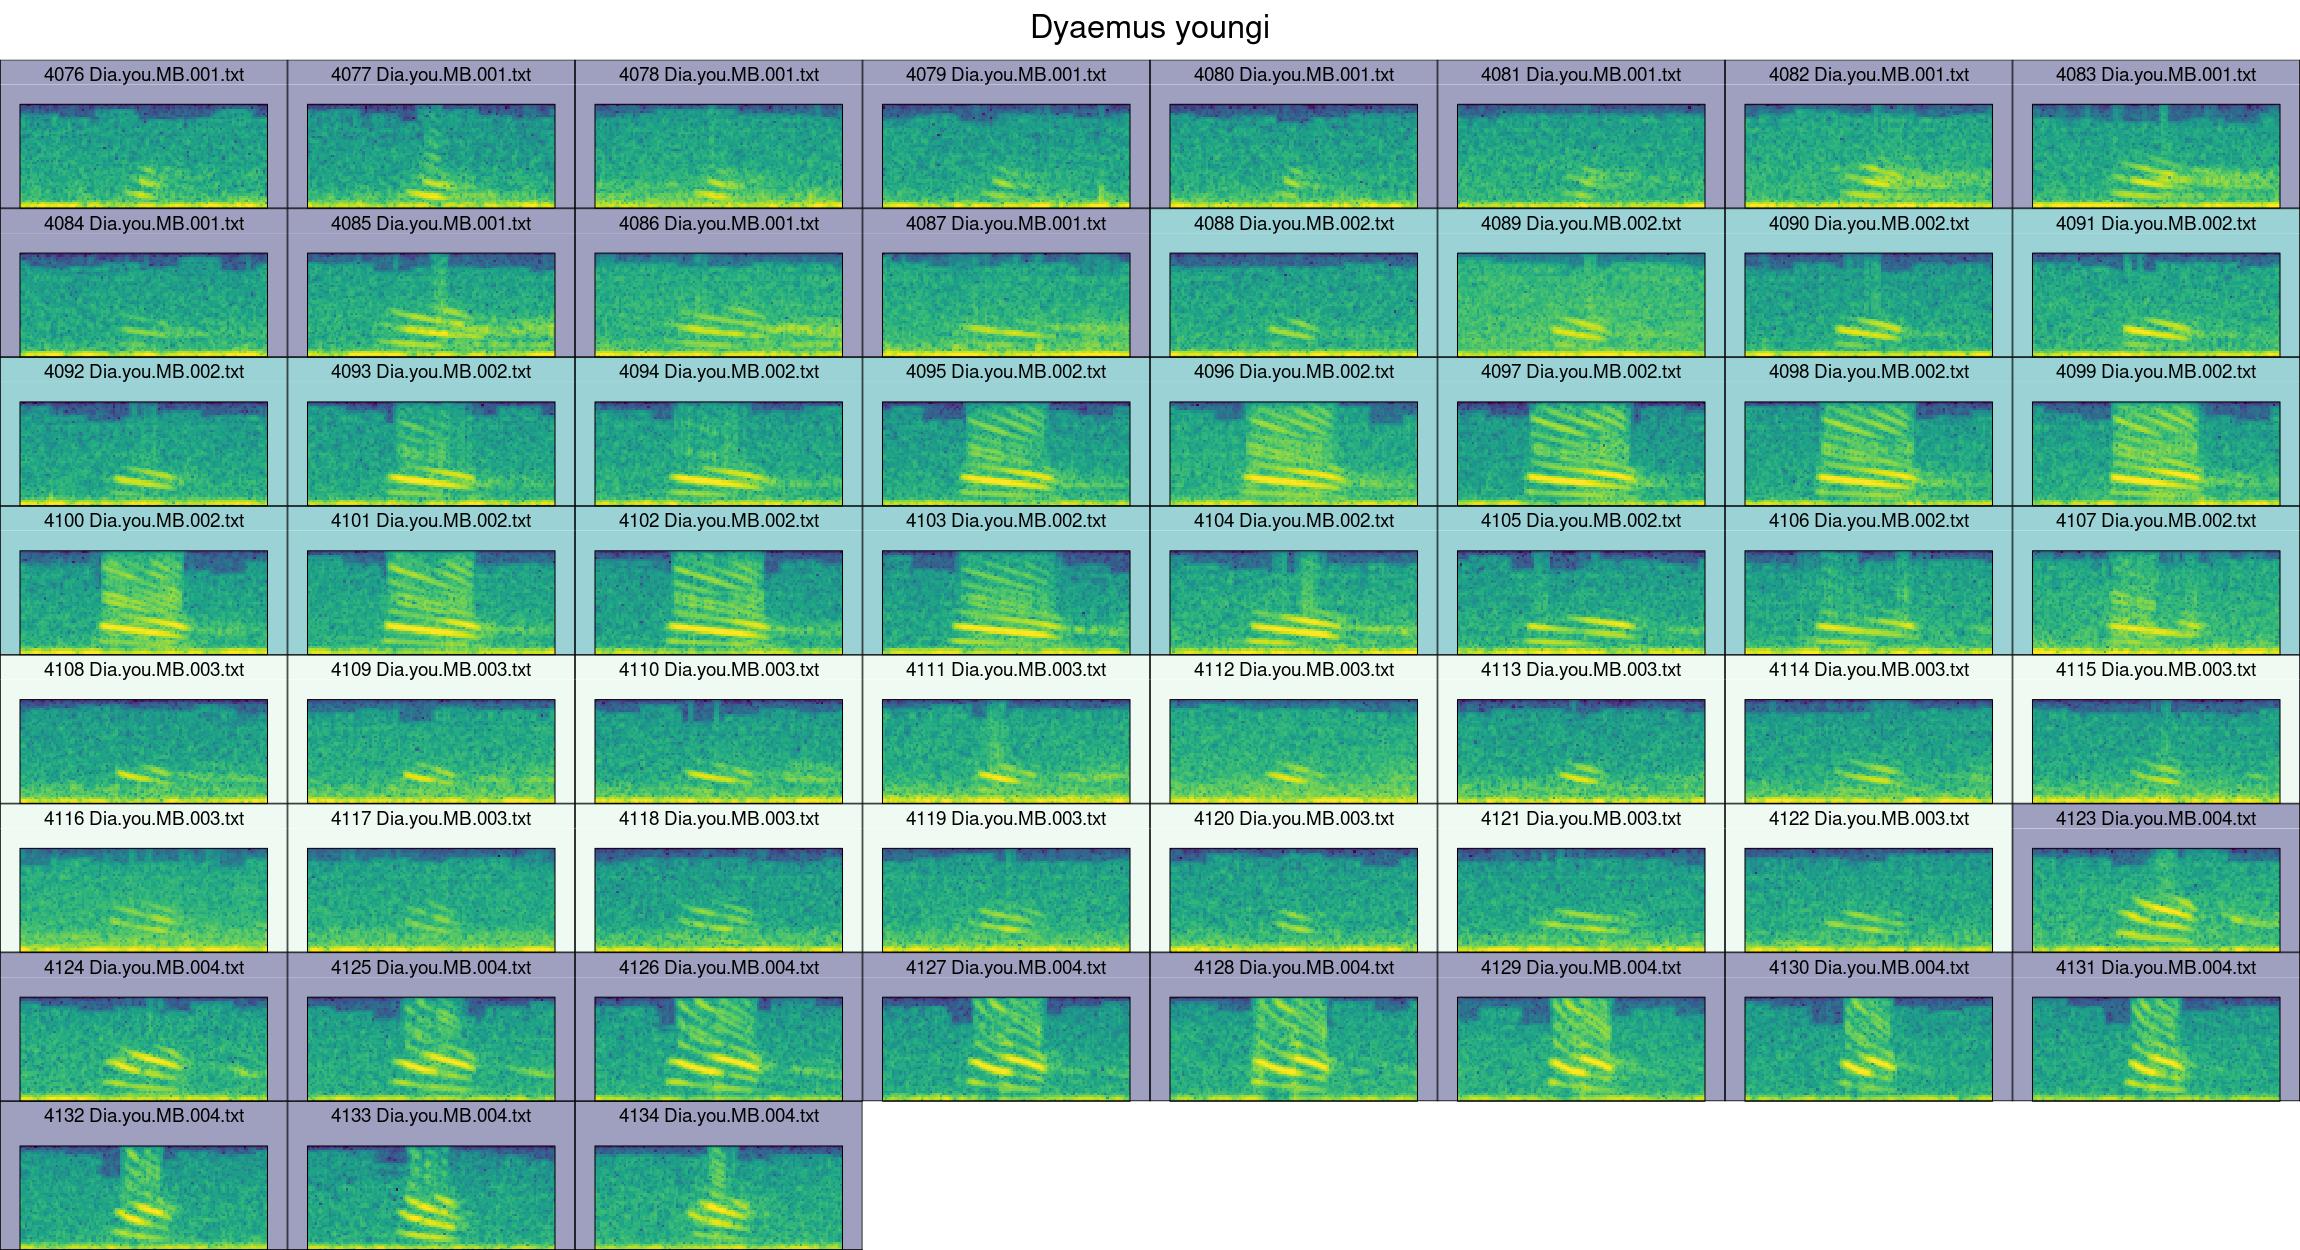 Dyaemus youngi
4076 Dia.you.MB.001.txt 4077 Dia.you.MB.001.txt 4078 Dia.you.MB.001.txt 4079 Dia.you.MB.001.txt 4080 Dia.you.MB.001.txt 4081 Dia.you.MB.001.txt 4082 Dia.you.MB.001.txt 4083 Dia.you.MB.001.txt
4084 Dia.you.MB.001.txt 4085 Dia.you.MB.001.txt 4086 Dia.you.MB.001.txt 4087 Dia.you.MB.001.txt 4088 Dia.you.MB.002.txt 4089 Dia.you.MB.002.txt 4090 Dia.you.MB.002.txt 4091 Dia.you.MB.002.txt
4092 Dia.you.MB.002.txt 4093 Dia.you.MB.002.txt 4094 Dia.you.MB.002.txt 4095 Dia.you.MB.002.txt 4096 Dia.you.MB.002.txt 4097 Dia.you.MB.002.txt 4098 Dia.you.MB.002.txt 4099 Dia.you.MB.002.txt
4100 Dia.you.MB.002.txt 4101 Dia.you.MB.002.txt 4102 Dia.you.MB.002.txt 4103 Dia.you.MB.002.txt 4104 Dia.you.MB.002.txt 4105 Dia.you.MB.002.txt 4106 Dia.you.MB.002.txt 4107 Dia.you.MB.002.txt
4108 Dia.you.MB.003.txt 4109 Dia.you.MB.003.txt 4110 Dia.you.MB.003.txt 4111 Dia.you.MB.003.txt 4112 Dia.you.MB.003.txt 4113 Dia.you.MB.003.txt 4114 Dia.you.MB.003.txt 4115 Dia.you.MB.003.txt
4116 Dia.you.MB.003.txt 4117 Dia.you.MB.003.txt 4118 Dia.you.MB.003.txt 4119 Dia.you.MB.003.txt 4120 Dia.you.MB.003.txt 4121 Dia.you.MB.003.txt 4122 Dia.you.MB.003.txt 4123 Dia.you.MB.004.txt
4124 Dia.you.MB.004.txt 4125 Dia.you.MB.004.txt 4126 Dia.you.MB.004.txt 4127 Dia.you.MB.004.txt 4128 Dia.you.MB.004.txt 4129 Dia.you.MB.004.txt 4130 Dia.you.MB.004.txt 4131 Dia.you.MB.004.txt
4132 Dia.you.MB.004.txt 4133 Dia.you.MB.004.txt 4134 Dia.you.MB.004.txt